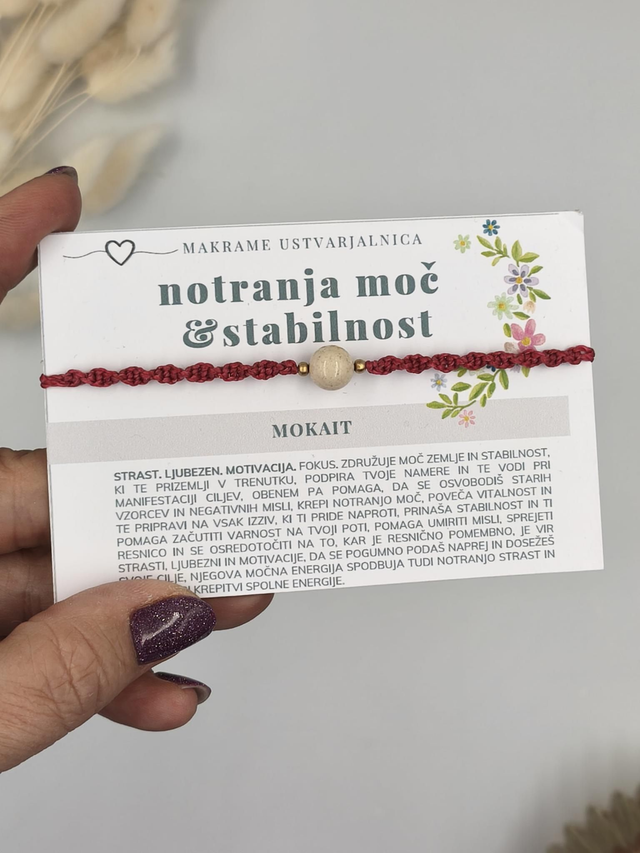 MAKRAME USTVARJALNICA
notranja moč
&stabilnost
MOKAIT
STRAST. LJUBEZEN. MOTIVACIJA. FOKUS. ZDRUŽUJE MOČ ZEMLJE IN STABILNOST,
KI TE PRIZEMLJI V TRENUTKU, PODPIRA TVOJE NAMERE IN TE VODI PRI
MANIFESTACIJI CILJEV, OBENEM PA POMAGA, DA SE OSVOBODIŠ STARIH
VZORCEV IN NEGATIVNIH MISLI, KREPI NOTRANJO MOČ, POVEČA VITALNOST IN
TE PRIPRAVI NA VSAK IZZIV, KI TI PRIDE NAPROTI, PRINAŠA STABILNOST IN TI
POMAGA ZAČUTITI VARNOST NA TVOJI POTI, POMAGA UMIRITI MISLI, SPREJETI
RESNICO IN SE OSREDOTOČITI NA TO, KAR JE RESNIČNO POMEMBNO, JE VIR
STRASTI, LJUBEZNI IN MOTIVACIJE, DA SE POGUMNO PODAŠ NAPREJ IN DOSEŽEŠ
SVOJE CILJE, NJEGOVA MOČNA ENERGIJA SPODBUJA TUDI NOTRANJO STRAST IN
KREPITVI SPOLNE ENERGIJE.